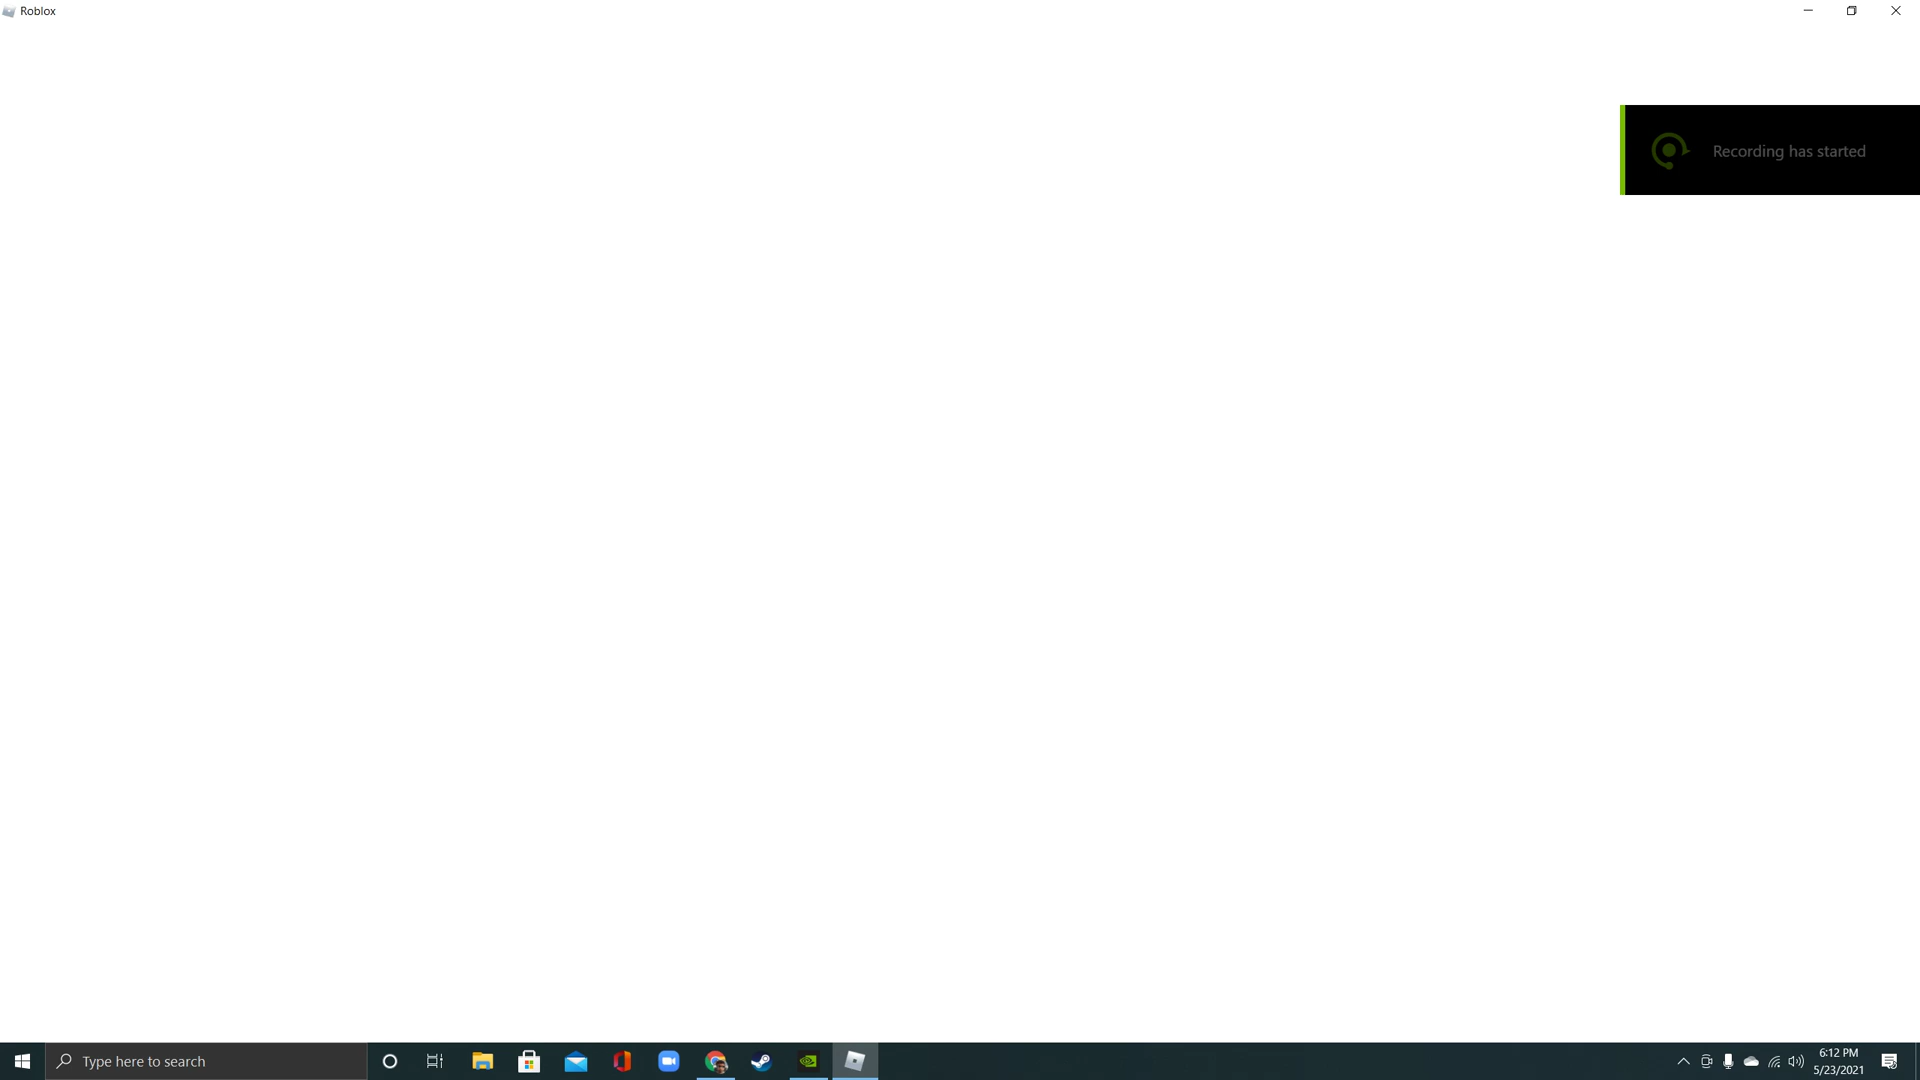 Roblox
Recording has started
Type here to search
6:12 PM
5/23/2021